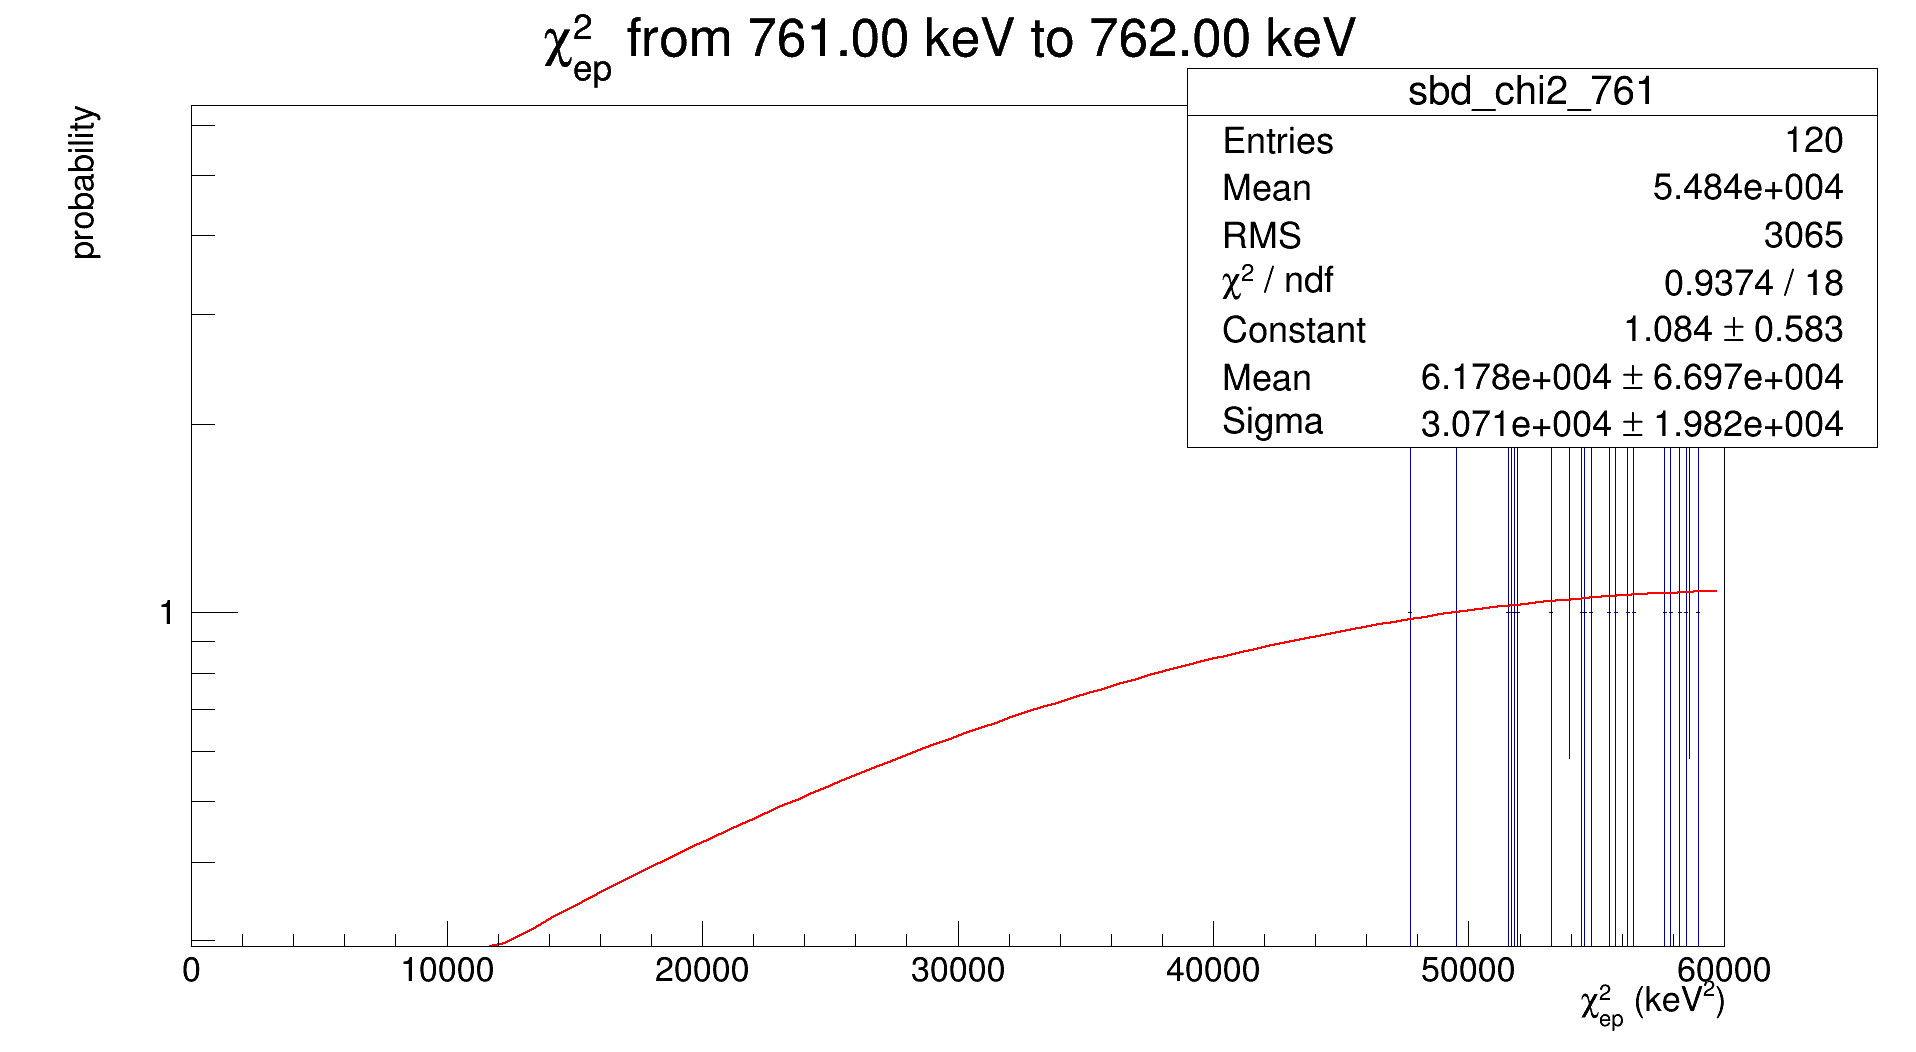 χ²ep from 761.00 keV to 762.00 keV
probability
sbd_chi2_761
Entries 120
Mean 5.484e+004
RMS 3065
χ² / ndf 0.9374 / 18
Constant 1.084 ± 0.583
Mean 6.178e+004 ± 6.697e+004
Sigma 3.071e+004 ± 1.982e+004
1
0 10000 20000 30000 40000 50000 60000
χ²ep (keV²)